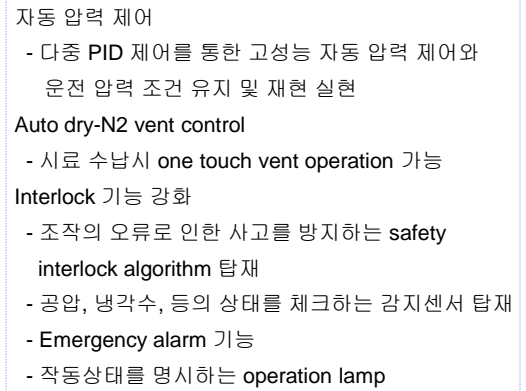 자동 압력 제어
- 다중 PID 제어를 통한 고성능 자동 압력 제어와
운전 압력 조건 유지 및 재현 실현
Auto dry-N2 vent control
- 시료 수납시 one touch vent operation 가능
Interlock 기능 강화
- 조작의 오류로 인한 사고를 방지하는 safety
interlock algorithm 탑재
- 공압, 냉각수, 등의 상태를 체크하는 감지센서 탑재
- Emergency alarm 기능
- 작동상태를 명시하는 operation lamp